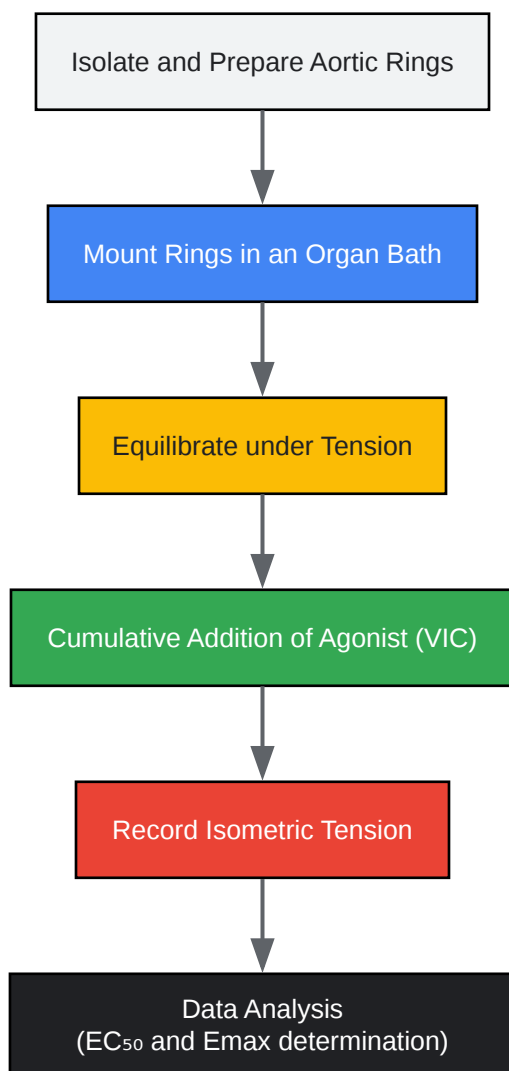 Isolate and Prepare Aortic Rings
Mount Rings in an Organ Bath
Equilibrate under Tension
Cumulative Addition of Agonist (VIC)
Record Isometric Tension
Data Analysis
(EC₅₀ and Emax determination)